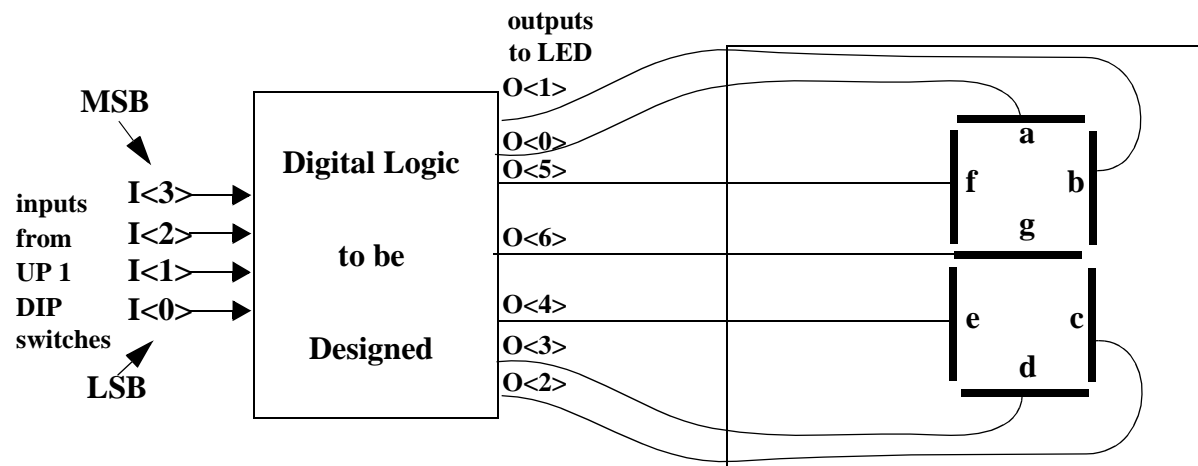 outputs
to LED
O<1>
MSB
O<0>
Digital Logic
O<5>
I<3>
f
a
b
inputs
from
UP 1
DIP
switches
I<2>
I<1>
I<0>
to be
O<6>
g
O<4>
e
c
Designed
O<3>
d
O<2>
LSB